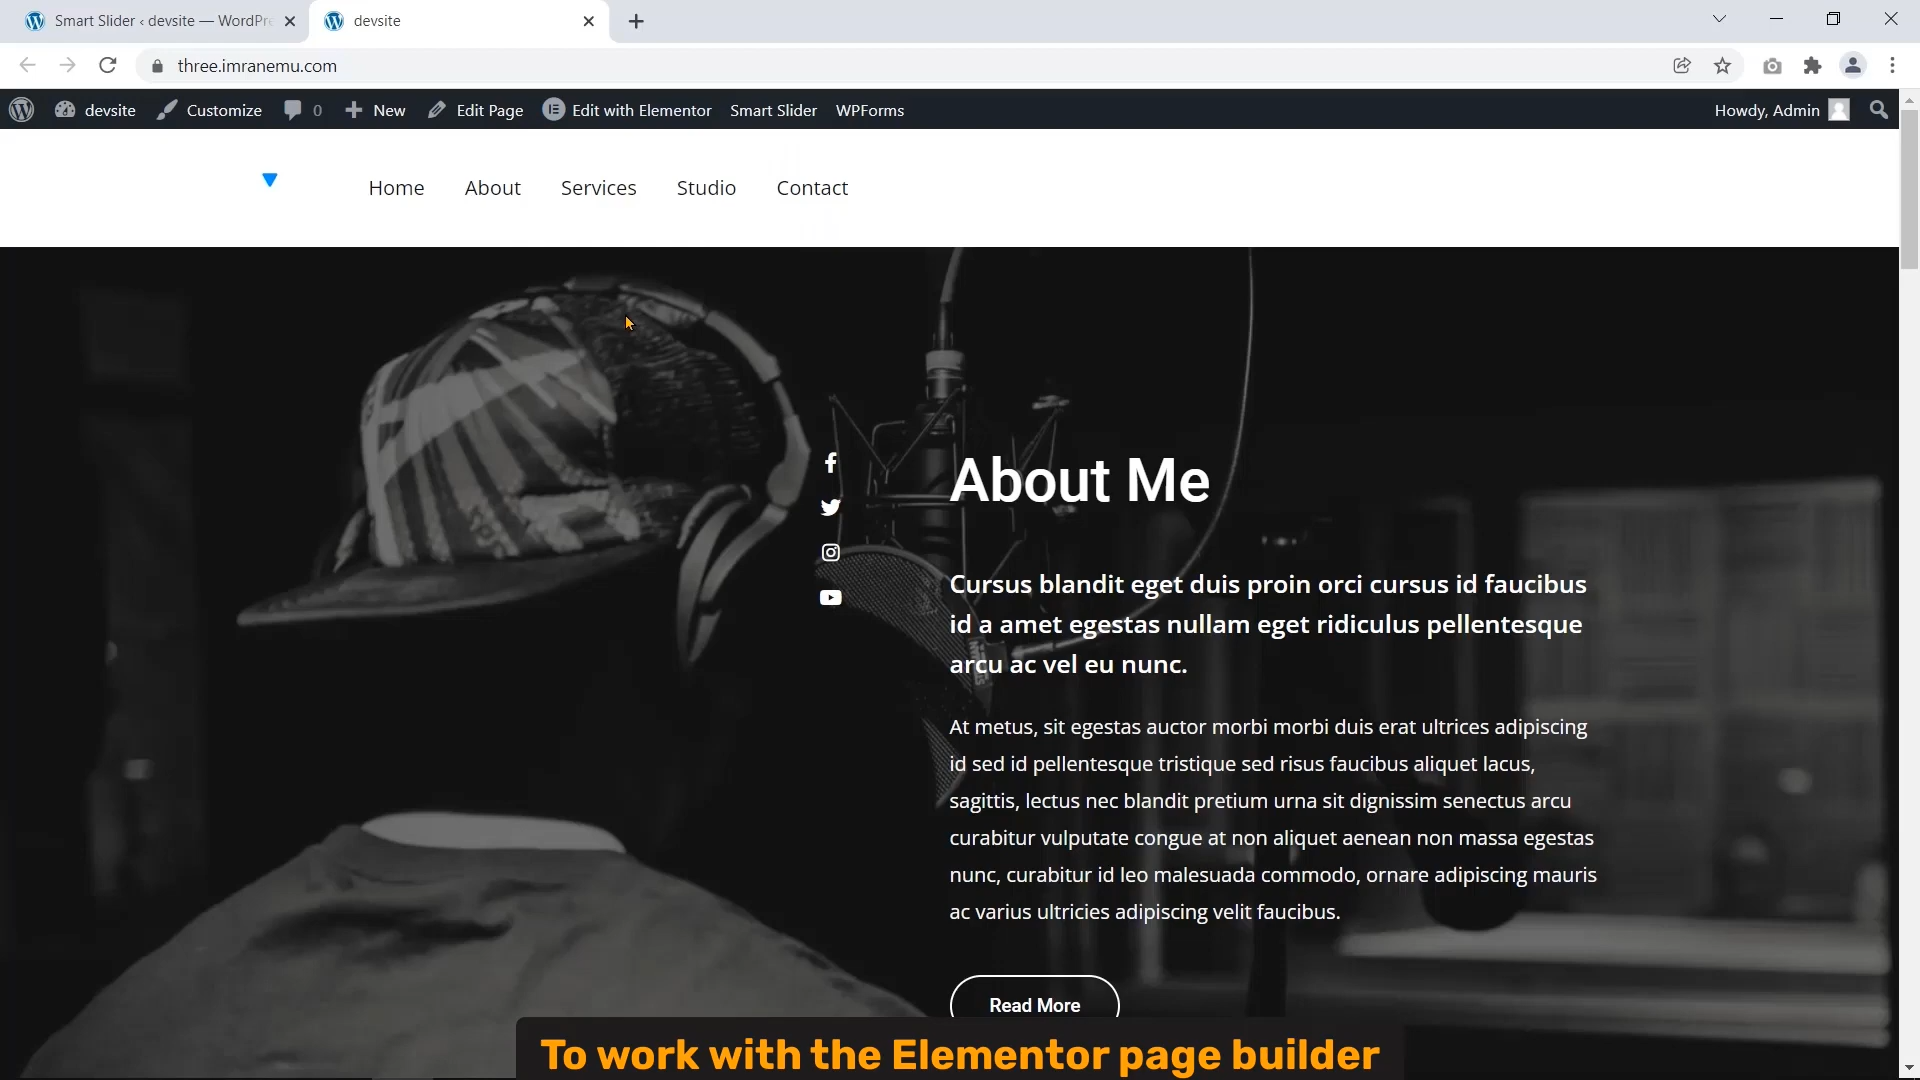 Smart Slider ‹ devsite — WordPre
devsite
three.imranemu.com
devsite
Customize
0
New
Edit Page
Edit with Elementor
Smart Slider
WPForms
Howdy, Admin
Home
About
Services
Studio
Contact
About Me
Cursus blandit eget duis proin orci cursus id faucibus
id a amet egestas nullam eget ridiculus pellentesque
arcu ac vel eu nunc.
At metus, sit egestas auctor morbi morbi duis erat ultrices adipiscing
id sed id pellentesque tristique sed risus faucibus aliquet lacus,
sagittis, lectus nec blandit pretium urna sit dignissim senectus arcu
curabitur vulputate congue at non aliquet aenean non massa egestas
nunc, curabitur id leo malesuada commodo, ornare adipiscing mauris
ac varius ultricies adipiscing velit faucibus.
Read More
To work with the Elementor page builder